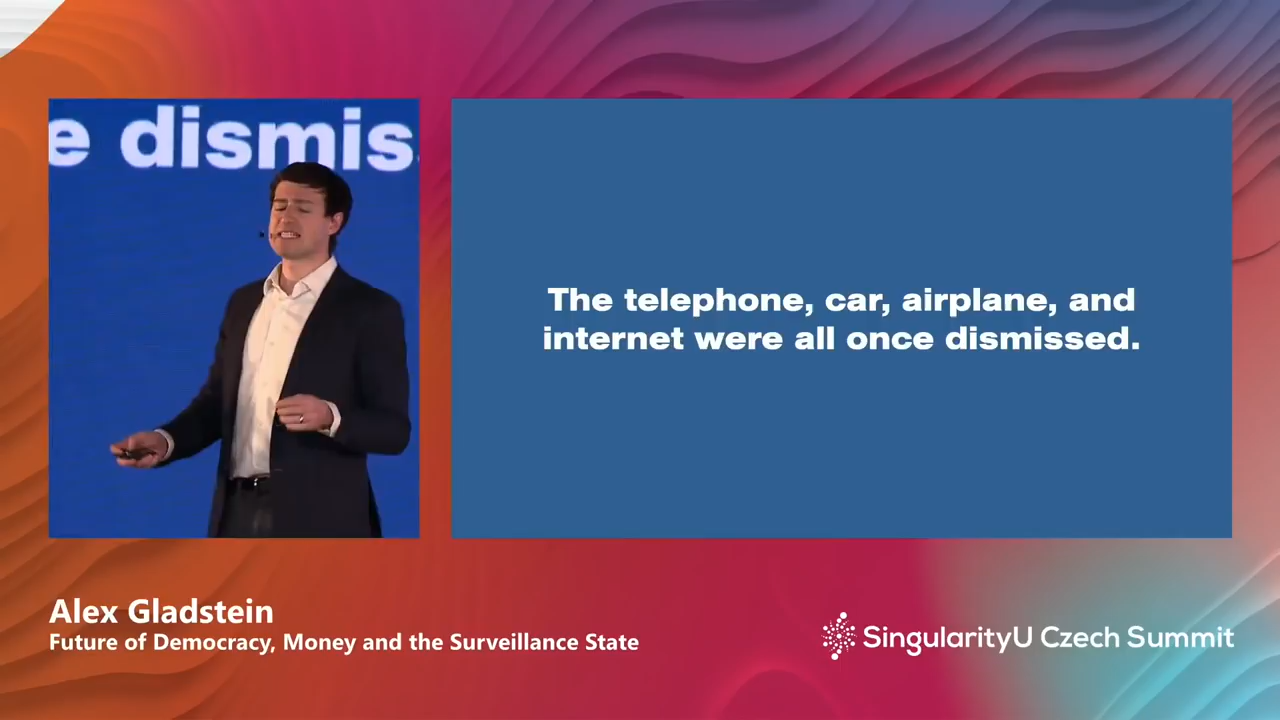 e dismis
The telephone, car, airplane, and
internet were all once dismissed.
Alex Gladstein
Future of Democracy, Money and the Surveillance State
SingularityU Czech Summit